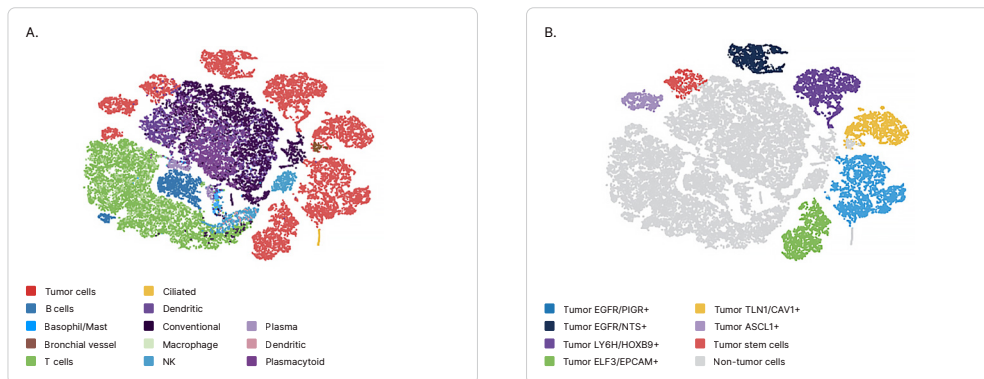 A.
Tumor cells
B cells
Basophil/Mast
Bronchial vessel
T cells
Ciliated
Dendritic
Conventional
Macrophage
NK
Plasma
Dendritic
Plasmacytoid
B.
Tumor EGFR/PIGR+
Tumor EGFR/NTS+
Tumor LY6H/HOXB9+
Tumor ELF3/EPCAM+
Tumor TLN1/CAV1+
Tumor ASCL1+
Tumor stem cells
Non-tumor cells